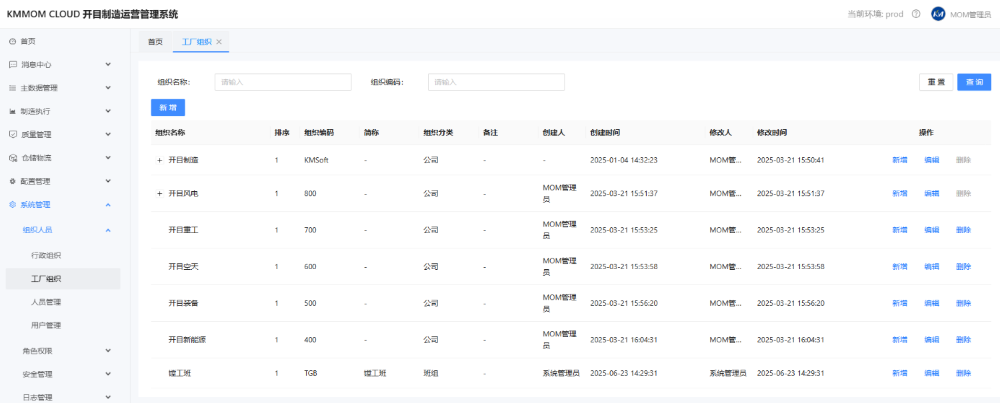 KMMOM CLOUD 开目制造运营管理系统
当前环境: prod
MOM管理员
首页
消息中心
主数据管理
制造执行
质量管理
仓储物流
配置管理
系统管理
组织人员
行政组织
工厂组织
人员管理
用户管理
角色权限
安全管理
日志管理
首页 工厂组织
组织名称: 请输入 组织编码: 请输入 重 置 查 询
新 增
组织名称 排序 组织编码 简称 组织分类 备注 创建人 创建时间 修改人 修改时间 操作
+ 开目制造 1 KMSoft - 公司 - - 2025-01-04 14:32:23 MOM管... 2025-03-21 15:50:41 新增 编辑 删除
+ 开目风电 1 800 - 公司 - MOM管理员 2025-03-21 15:51:37 MOM管... 2025-03-21 15:51:37 新增 编辑 删除
开目重工 1 700 - 公司 - MOM管理员 2025-03-21 15:53:25 MOM管... 2025-03-21 15:53:25 新增 编辑 删除
开目空天 1 600 - 公司 - MOM管理员 2025-03-21 15:53:58 MOM管... 2025-03-21 15:53:58 新增 编辑 删除
开目装备 1 500 - 公司 - MOM管理员 2025-03-21 15:56:20 MOM管... 2025-03-21 15:56:20 新增 编辑 删除
开目新能源 1 400 - 公司 - MOM管理员 2025-03-21 16:04:31 MOM管... 2025-03-21 16:04:31 新增 编辑 删除
镗工班 1 TGB 镗工班 班组 - 系统管理员 2025-06-23 14:29:31 系统管理员 2025-06-23 14:29:31 新增 编辑 删除